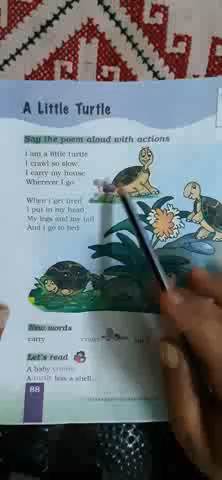 A Little Turtle
Say the poem aloud with actions
I am a little turtle
I crawl so slow
I carry my house
Wherever I go
When I get tired
I put in my head
My legs and my tail
And I go to bed
New words
carry
Let's read
A baby
A turtle has a shell.
88